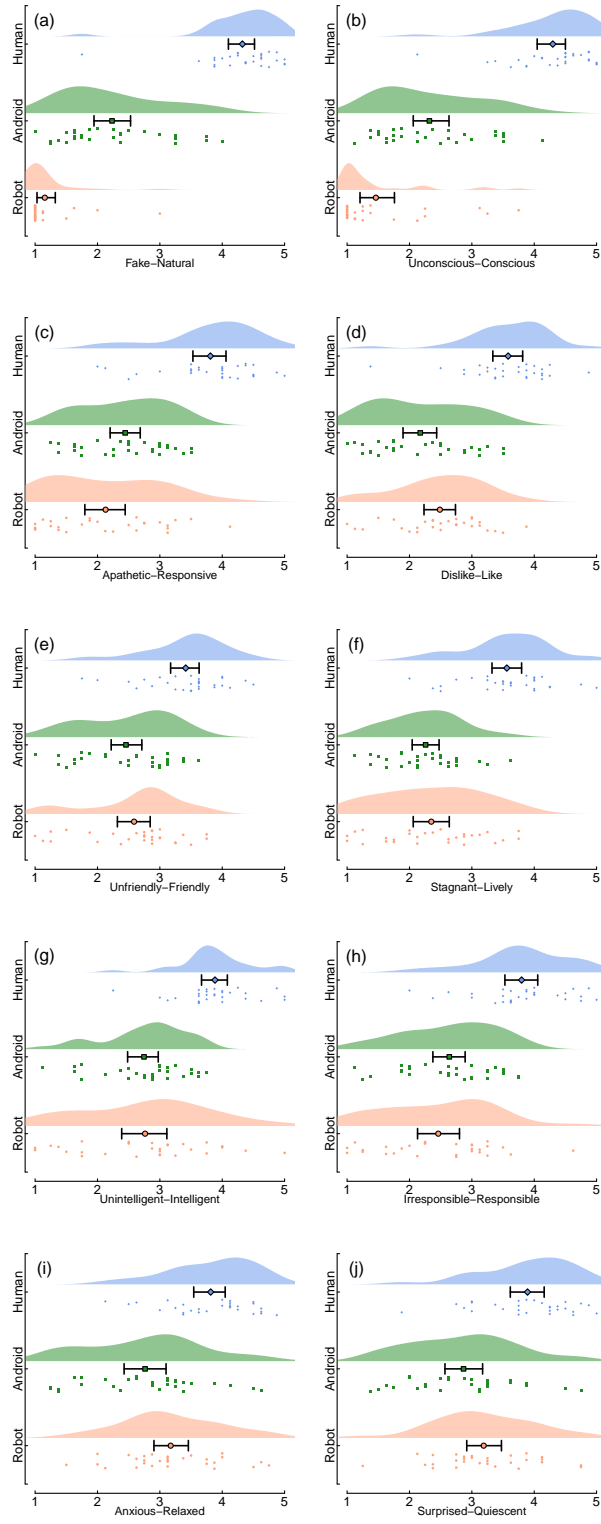 (a)
Human
Android
Robot
1 2 3 4 5
Fake−Natural
(b)
Human
Android
Robot
1 2 3 4 5
Unconscious−Conscious
(c)
Human
Android
Robot
1 2 3 4 5
Apathetic−Responsive
(d)
Human
Android
Robot
1 2 3 4 5
Dislike−Like
(e)
Human
Android
Robot
1 2 3 4 5
Unfriendly−Friendly
(f)
Human
Android
Robot
1 2 3 4 5
Stagnant−Lively
(g)
Human
Android
Robot
1 2 3 4 5
Unintelligent−Intelligent
(h)
Human
Android
Robot
1 2 3 4 5
Irresponsible−Responsible
(i)
Human
Android
Robot
1 2 3 4 5
Anxious−Relaxed
(j)
Human
Android
Robot
1 2 3 4 5
Surprised−Quiescent